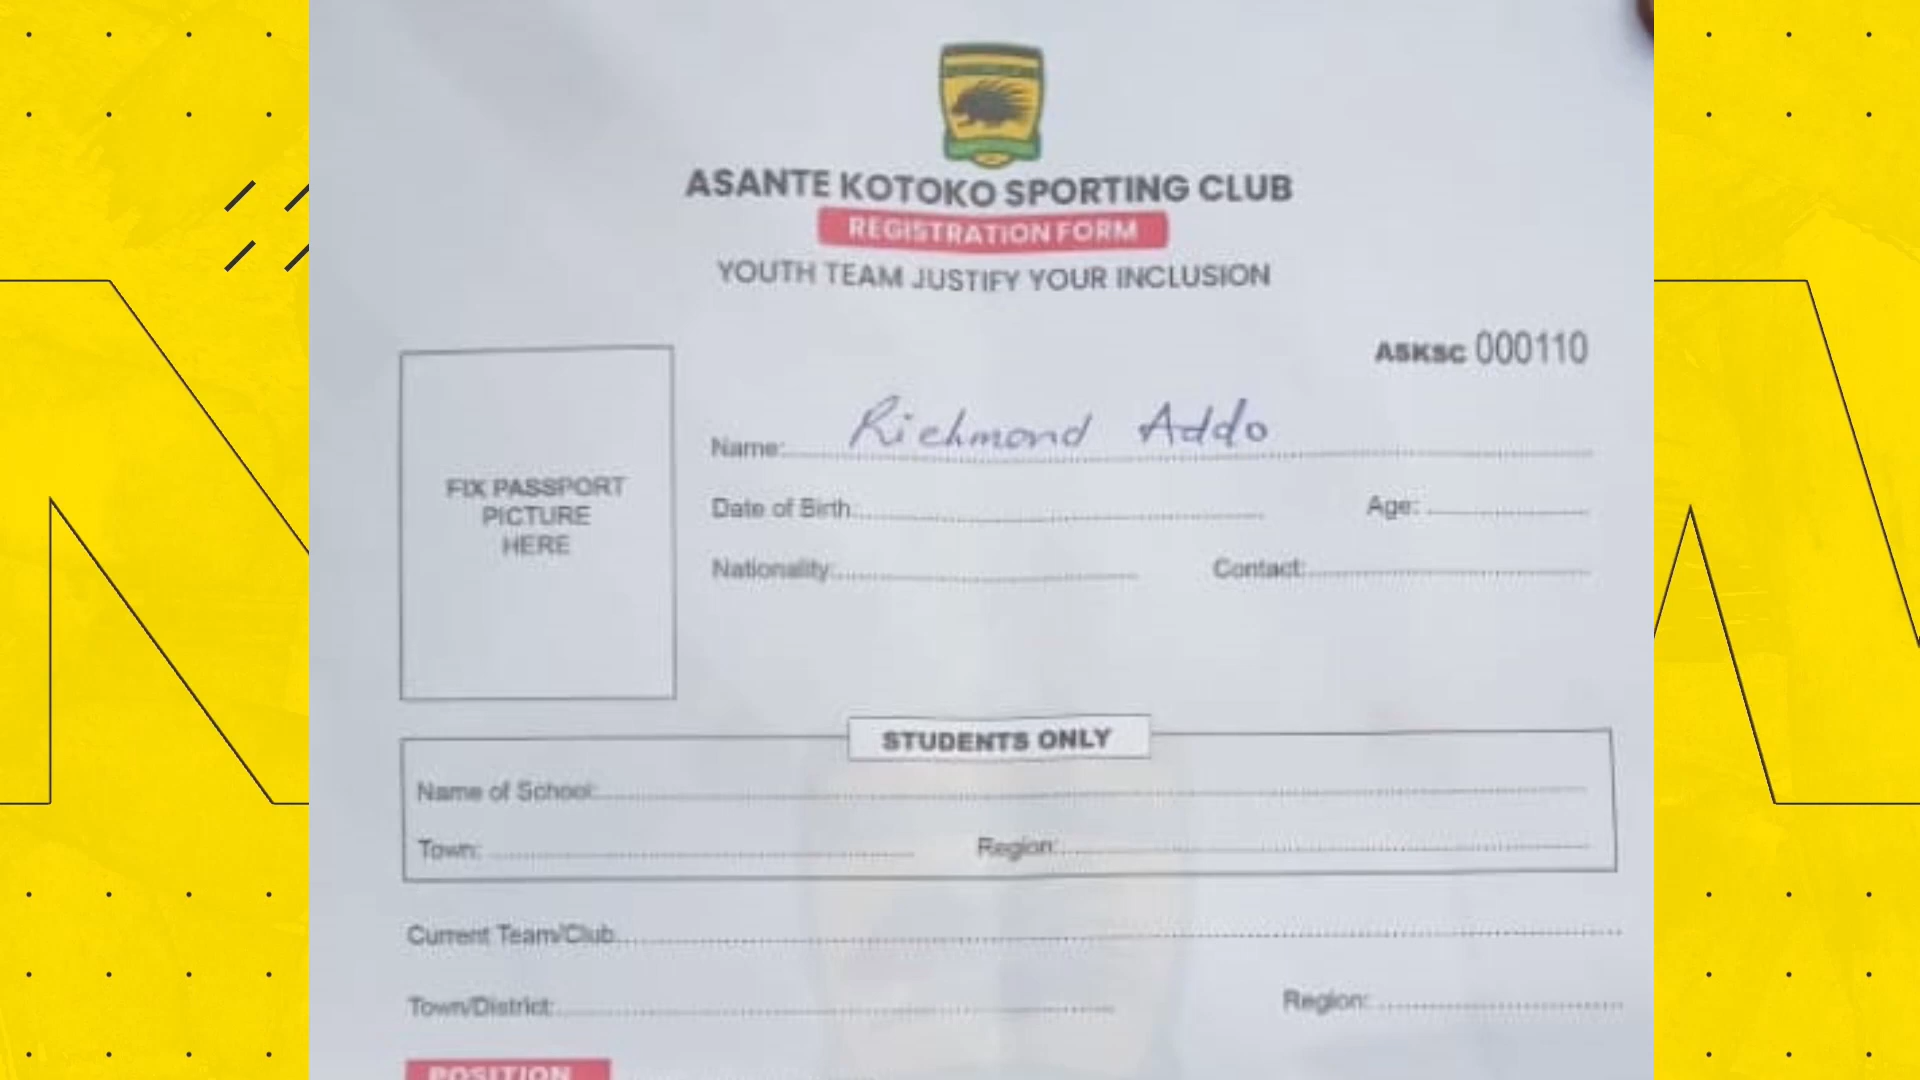 ASANTE KOTOKO SPORTING CLUB
REGISTRATION FORM
YOUTH TEAM JUSTIFY YOUR INCLUSION
ASKSC 000110
Name: Richmond Addo
Date of Birth: Age:
Nationality: Contact:
FIX PASSPORT
PICTURE
HERE
STUDENTS ONLY
Name of School:
Town: Region:
Current Team/Club
Town/District: Region:
POSITION